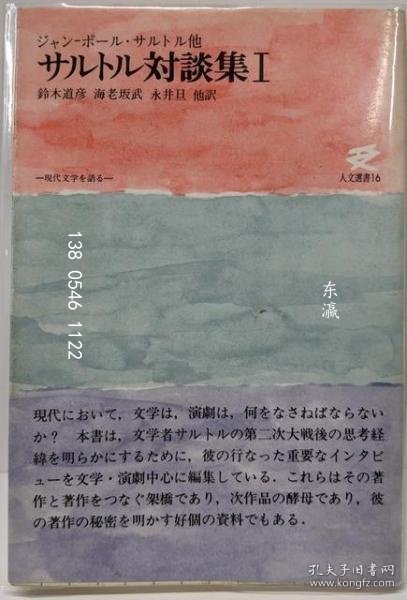 ジャン-ポール・サルトル他
サルトル対談集Ⅰ
鈴木道彦 海老坂武 永井旦 他訳
—現代文学を語る—
人文選書16
138 0546 1122
东瀛
現代において，文学は，演劇は，何をなさねばならない
か？ 本書は，文学者サルトルの第二次大戦後の思考経
緯を明らかにするために，彼の行なった重要なインタビ
ューを文学・演劇中心に編集している．これらはその著
作と著作をつなぐ架橋であり，次作品の酵母であり，彼
の著作の秘密を明かす好個の資料でもある．
孔夫子旧书网
www.kongfz.com